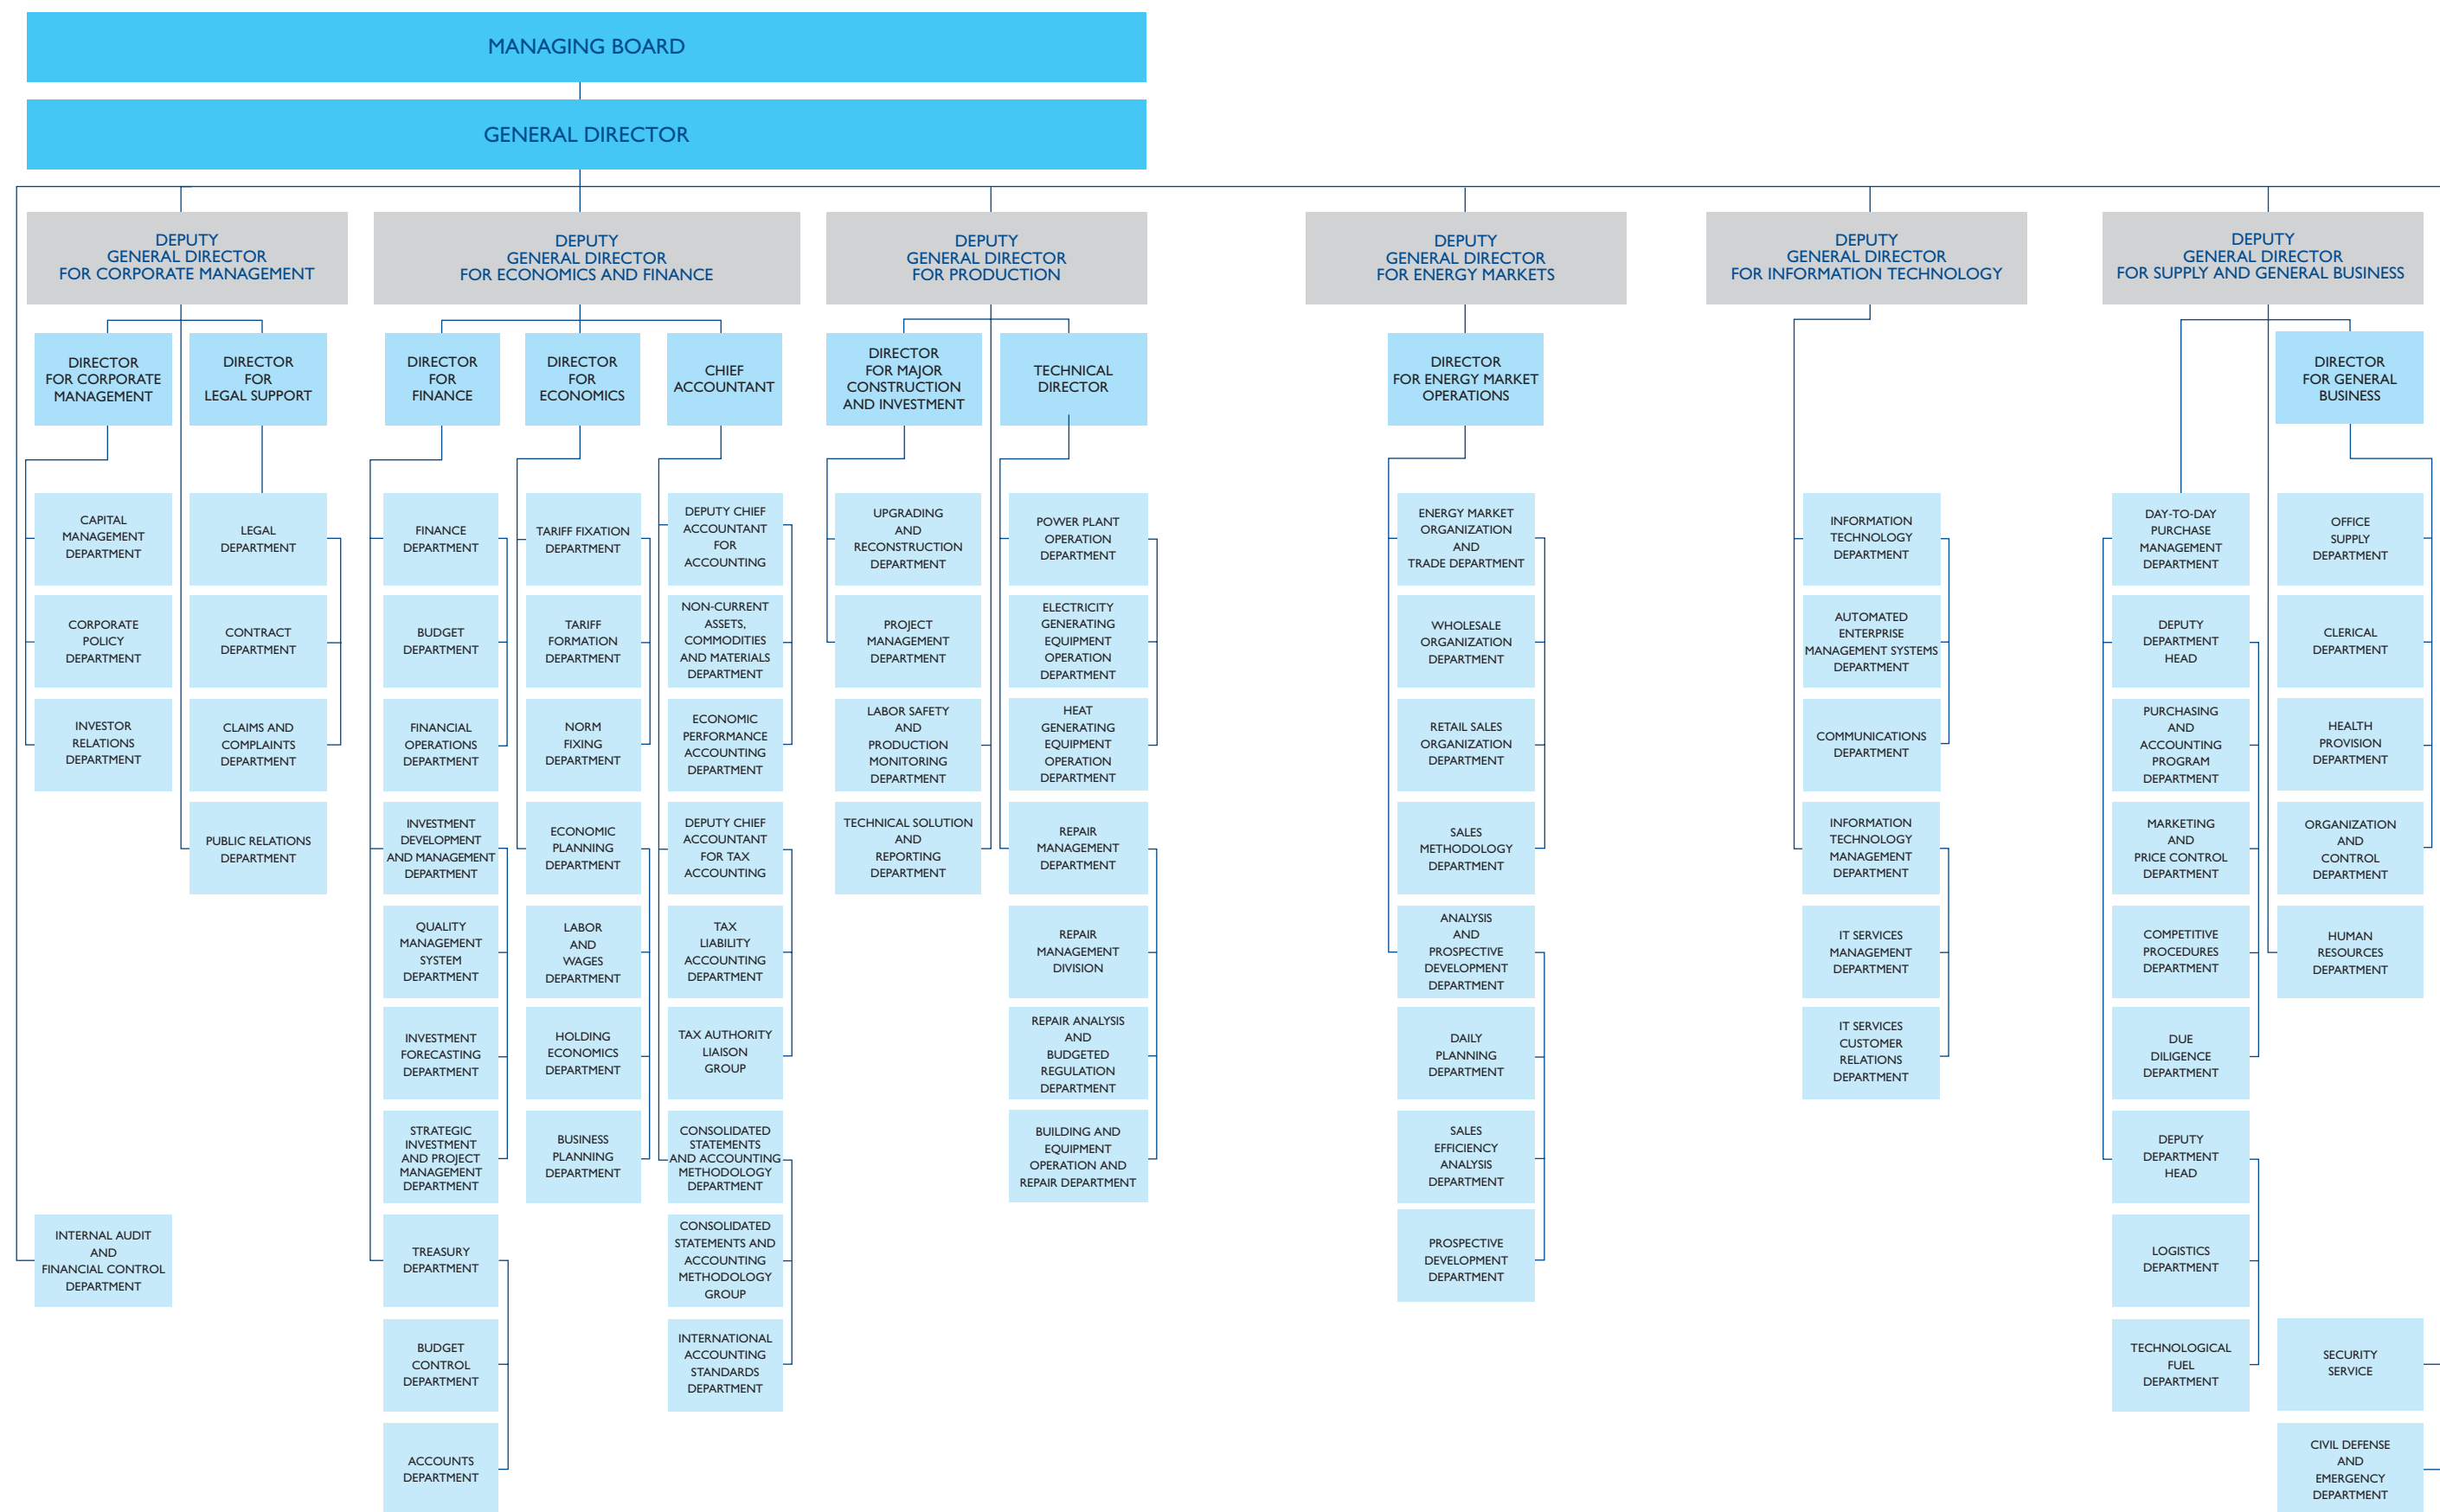 MANAGING BOARD
GENERAL DIRECTOR
DEPUTY
GENERAL DIRECTOR
FOR CORPORATE MANAGEMENT
DEPUTY
GENERAL DIRECTOR
FOR ECONOMICS AND FINANCE
DEPUTY
GENERAL DIRECTOR
FOR PRODUCTION
DEPUTY
GENERAL DIRECTOR
FOR ENERGY MARKETS
DEPUTY
GENERAL DIRECTOR
FOR INFORMATION TECHNOLOGY
DEPUTY
GENERAL DIRECTOR
FOR SUPPLY AND GENERAL BUSINESS
DIRECTOR
FOR CORPORATE
MANAGEMENT
DIRECTOR
FOR
LEGAL SUPPORT
DIRECTOR
FOR
FINANCE
DIRECTOR
FOR
ECONOMICS
CHIEF
ACCOUNTANT
DIRECTOR
FOR MAJOR
CONSTRUCTION
AND INVESTMENT
TECHNICAL
DIRECTOR
DIRECTOR
FOR ENERGY MARKET
OPERATIONS
DIRECTOR
FOR GENERAL
BUSINESS
CAPITAL
MANAGEMENT
DEPARTMENT
CORPORATE
POLICY
DEPARTMENT
INVESTOR
RELATIONS
DEPARTMENT
INTERNAL AUDIT
AND
FINANCIAL CONTROL
DEPARTMENT
LEGAL
DEPARTMENT
CONTRACT
DEPARTMENT
CLAIMS AND
COMPLAINTS
DEPARTMENT
PUBLIC RELATIONS
DEPARTMENT
FINANCE
DEPARTMENT
BUDGET
DEPARTMENT
FINANCIAL
OPERATIONS
DEPARTMENT
INVESTMENT
DEVELOPMENT
AND MANAGEMENT
DEPARTMENT
QUALITY
MANAGEMENT
SYSTEM
DEPARTMENT
INVESTMENT
FORECASTING
DEPARTMENT
STRATEGIC
INVESTMENT
AND PROJECT
MANAGEMENT
DEPARTMENT
TREASURY
DEPARTMENT
BUDGET
CONTROL
DEPARTMENT
ACCOUNTS
DEPARTMENT
TARIFF FIXATION
DEPARTMENT
TARIFF
FORMATION
DEPARTMENT
NORM
FIXING
DEPARTMENT
ECONOMIC
PLANNING
DEPARTMENT
LABOR
AND
WAGES
DEPARTMENT
HOLDING
ECONOMICS
DEPARTMENT
BUSINESS
PLANNING
DEPARTMENT
DEPUTY CHIEF
ACCOUNTANT
FOR
ACCOUNTING
NON-CURRENT
ASSETS,
COMMODITIES
AND MATERIALS
DEPARTMENT
ECONOMIC
PERFORMANCE
ACCOUNTING
DEPARTMENT
DEPUTY CHIEF
ACCOUNTANT
FOR TAX
ACCOUNTING
TAX
LIABILITY
ACCOUNTING
DEPARTMENT
TAX AUTHORITY
LIAISON
GROUP
CONSOLIDATED
STATEMENTS
AND ACCOUNTING
METHODOLOGY
DEPARTMENT
CONSOLIDATED
STATEMENTS AND
ACCOUNTING
METHODOLOGY
GROUP
INTERNATIONAL
ACCOUNTING
STANDARDS
DEPARTMENT
UPGRADING
AND
RECONSTRUCTION
DEPARTMENT
PROJECT
MANAGEMENT
DEPARTMENT
LABOR SAFETY
AND
PRODUCTION
MONITORING
DEPARTMENT
TECHNICAL SOLUTION
AND
REPORTING
DEPARTMENT
POWER PLANT
OPERATION
DEPARTMENT
ELECTRICITY
GENERATING
EQUIPMENT
OPERATION
DEPARTMENT
HEAT
GENERATING
EQUIPMENT
OPERATION
DEPARTMENT
REPAIR
MANAGEMENT
DEPARTMENT
REPAIR
MANAGEMENT
DIVISION
REPAIR ANALYSIS
AND
BUDGETED
REGULATION
DEPARTMENT
BUILDING AND
EQUIPMENT
OPERATION AND
REPAIR DEPARTMENT
ENERGY MARKET
ORGANIZATION
AND
TRADE DEPARTMENT
WHOLESALE
ORGANIZATION
DEPARTMENT
RETAIL SALES
ORGANIZATION
DEPARTMENT
SALES
METHODOLOGY
DEPARTMENT
ANALYSIS
AND
PROSPECTIVE
DEVELOPMENT
DEPARTMENT
DAILY
PLANNING
DEPARTMENT
SALES
EFFICIENCY
ANALYSIS
DEPARTMENT
PROSPECTIVE
DEVELOPMENT
DEPARTMENT
INFORMATION
TECHNOLOGY
DEPARTMENT
AUTOMATED
ENTERPRISE
MANAGEMENT SYSTEMS
DEPARTMENT
COMMUNICATIONS
DEPARTMENT
INFORMATION
TECHNOLOGY
MANAGEMENT
DEPARTMENT
IT SERVICES
MANAGEMENT
DEPARTMENT
IT SERVICES
CUSTOMER
RELATIONS
DEPARTMENT
DAY-TO-DAY
PURCHASE
MANAGEMENT
DEPARTMENT
DEPUTY
DEPARTMENT
HEAD
PURCHASING
AND
ACCOUNTING
PROGRAM
DEPARTMENT
MARKETING
AND
PRICE CONTROL
DEPARTMENT
COMPETITIVE
PROCEDURES
DEPARTMENT
DUE
DILIGENCE
DEPARTMENT
DEPUTY
DEPARTMENT
HEAD
LOGISTICS
DEPARTMENT
TECHNOLOGICAL
FUEL
DEPARTMENT
OFFICE
SUPPLY
DEPARTMENT
CLERICAL
DEPARTMENT
HEALTH
PROVISION
DEPARTMENT
ORGANIZATION
AND
CONTROL
DEPARTMENT
HUMAN
RESOURCES
DEPARTMENT
SECURITY
SERVICE
CIVIL DEFENSE
AND
EMERGENCY
DEPARTMENT